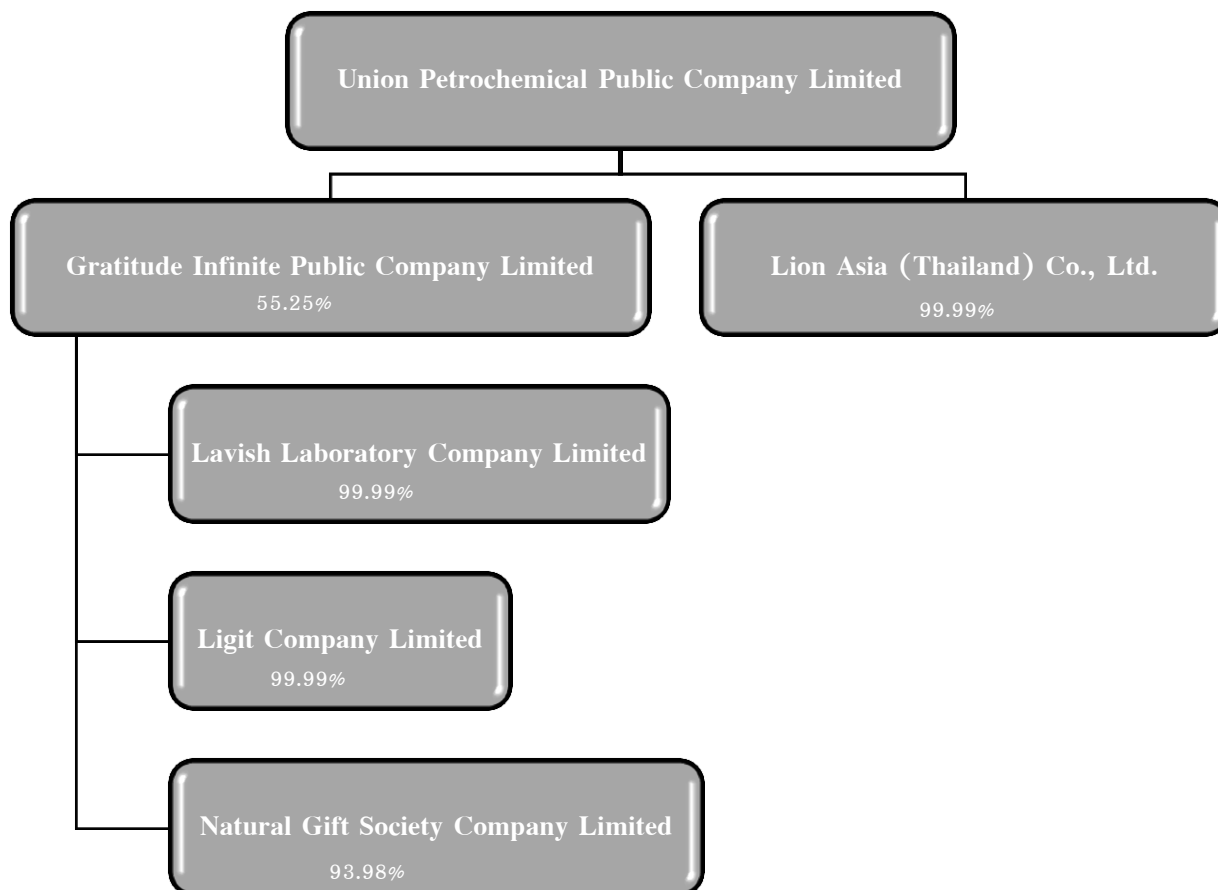 Union Petrochemical Public Company Limited
Gratitude Infinite Public Company Limited
55.25%
Lion Asia (Thailand) Co., Ltd.
99.99%
Lavish Laboratory Company Limited
99.99%
Ligit Company Limited
99.99%
Natural Gift Society Company Limited
93.98%